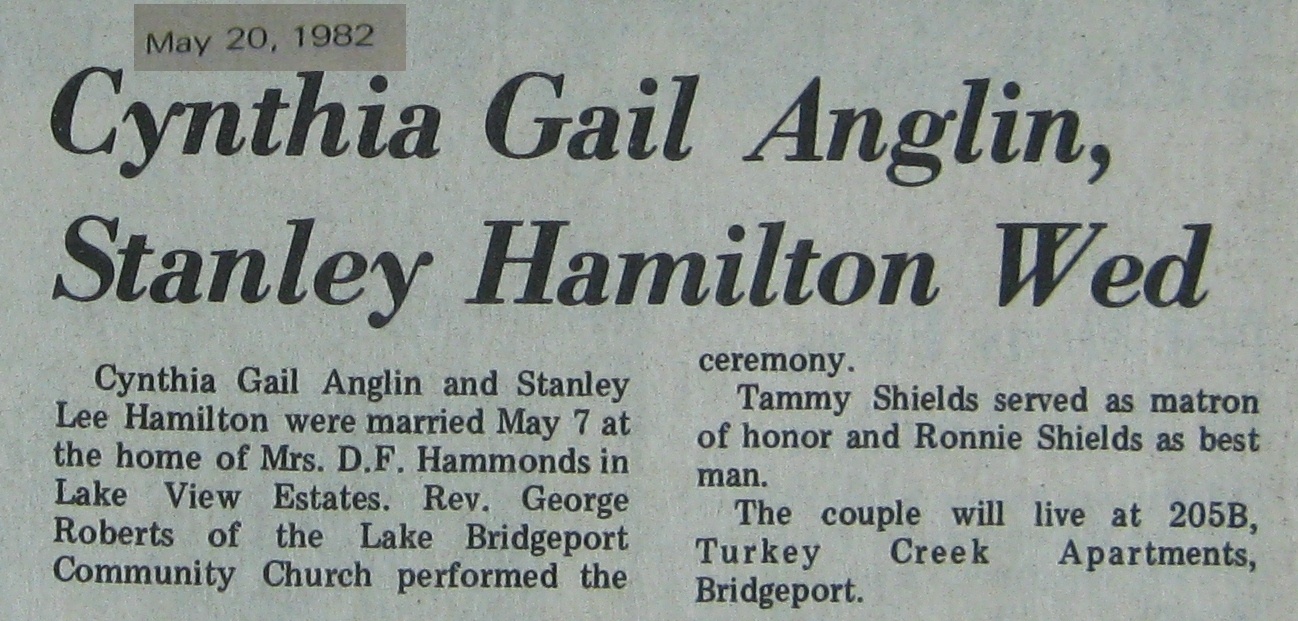 May 20, 1982
Cynthia Gail Anglin,
Stanley Hamilton Wed
Cynthia Gail Anglin and Stanley
Lee Hamilton were married May 7 at
the home of Mrs. D.F. Hammonds in
Lake View Estates. Rev. George
Roberts of the Lake Bridgeport
Community Church performed the
ceremony.
Tammy Shields served as matron
of honor and Ronnie Shields as best
man.
The couple will live at 205B,
Turkey Creek Apartments,
Bridgeport.